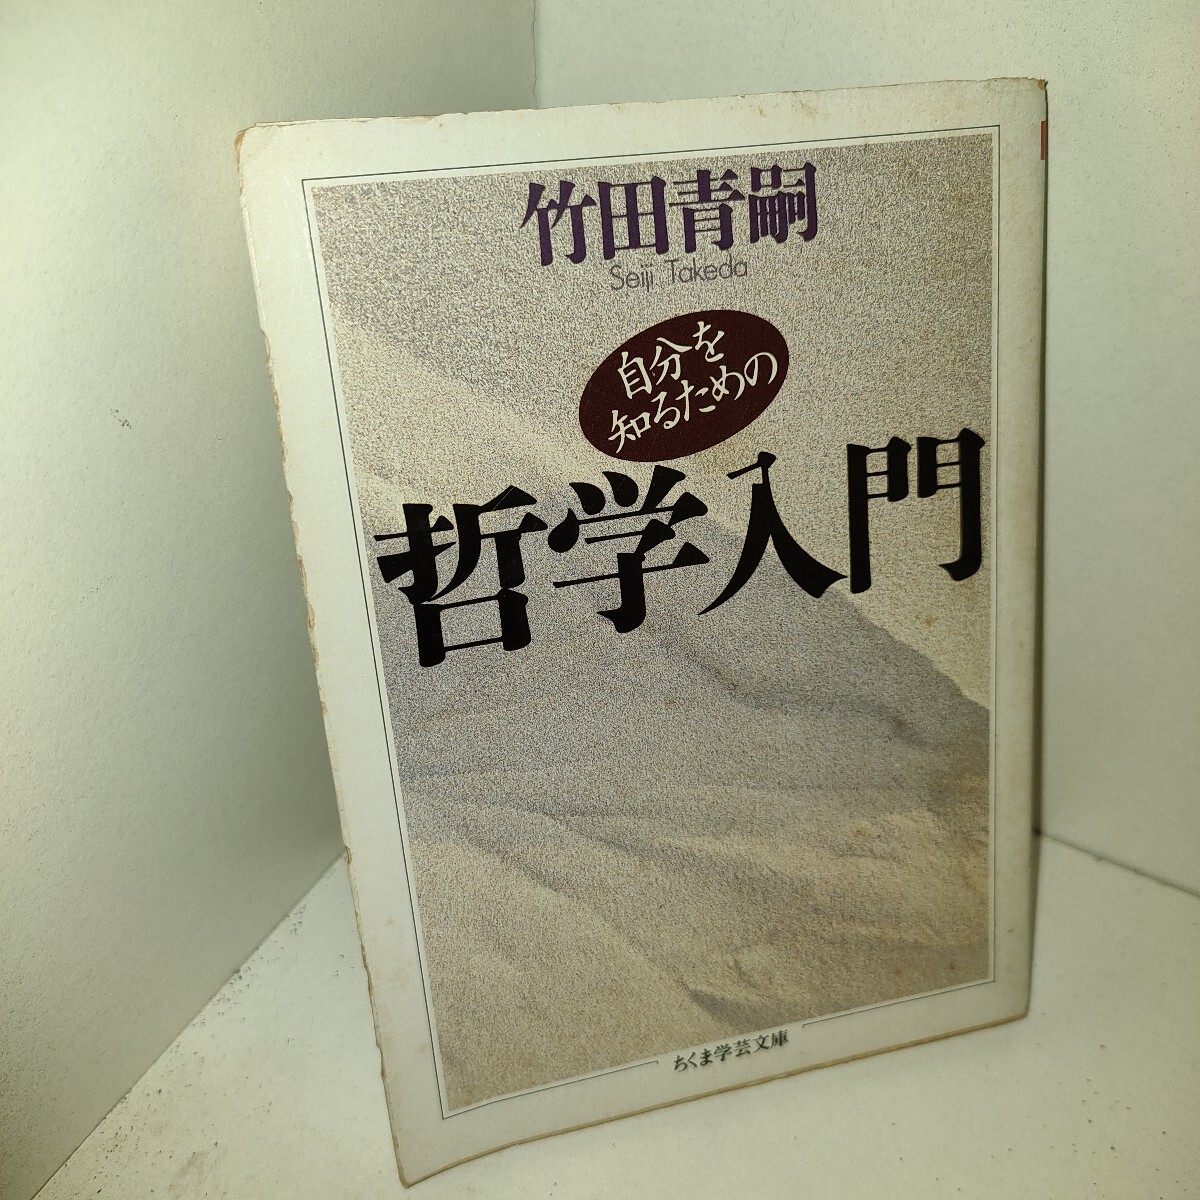 竹田青嗣
Seiji Takeda
自分を
知るための
哲学入門
ちくま学芸文庫